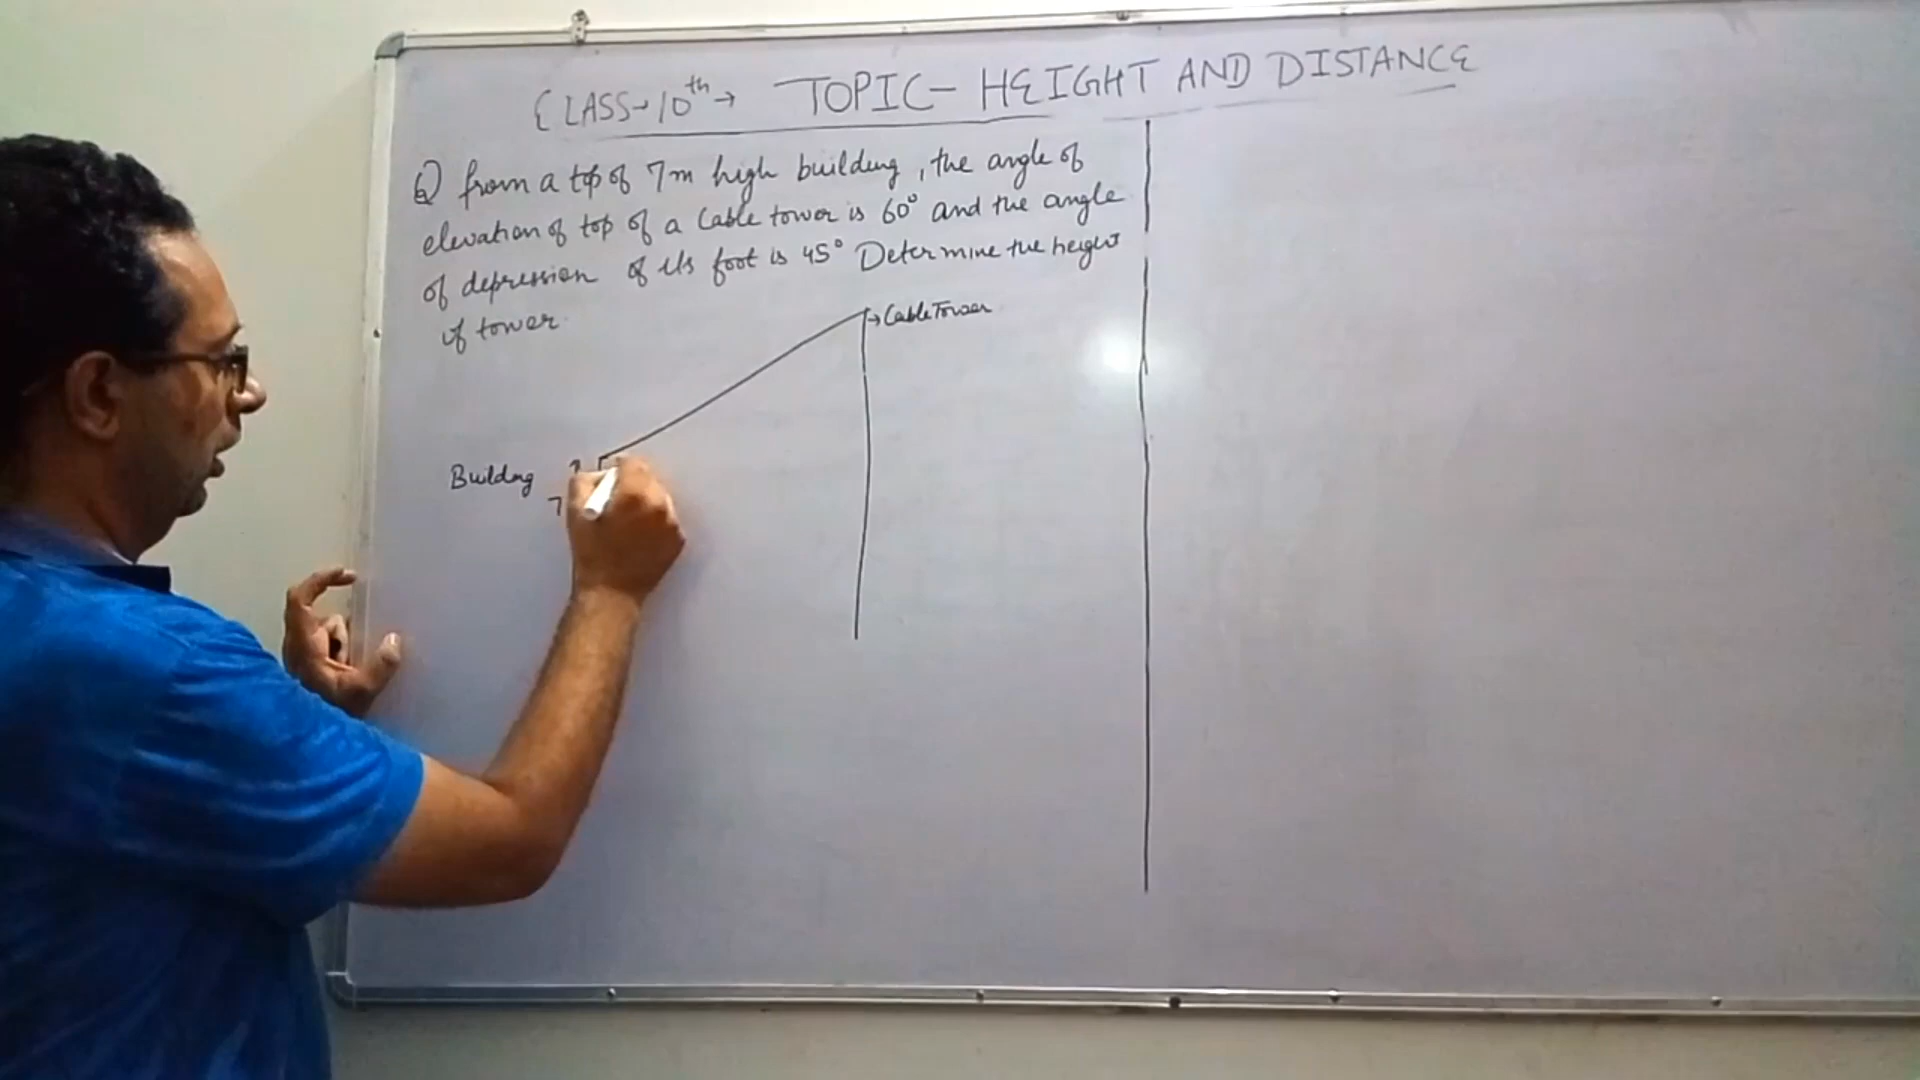 CLASS→10th→ TOPIC- HEIGHT AND DISTANCE
Q from a top of 7m high building, the angle of
elevation of top of a Cable tower is 60° and the angle
of depression of its foot is 45° Determine the height
of tower.
→Cable Tower
Building
7